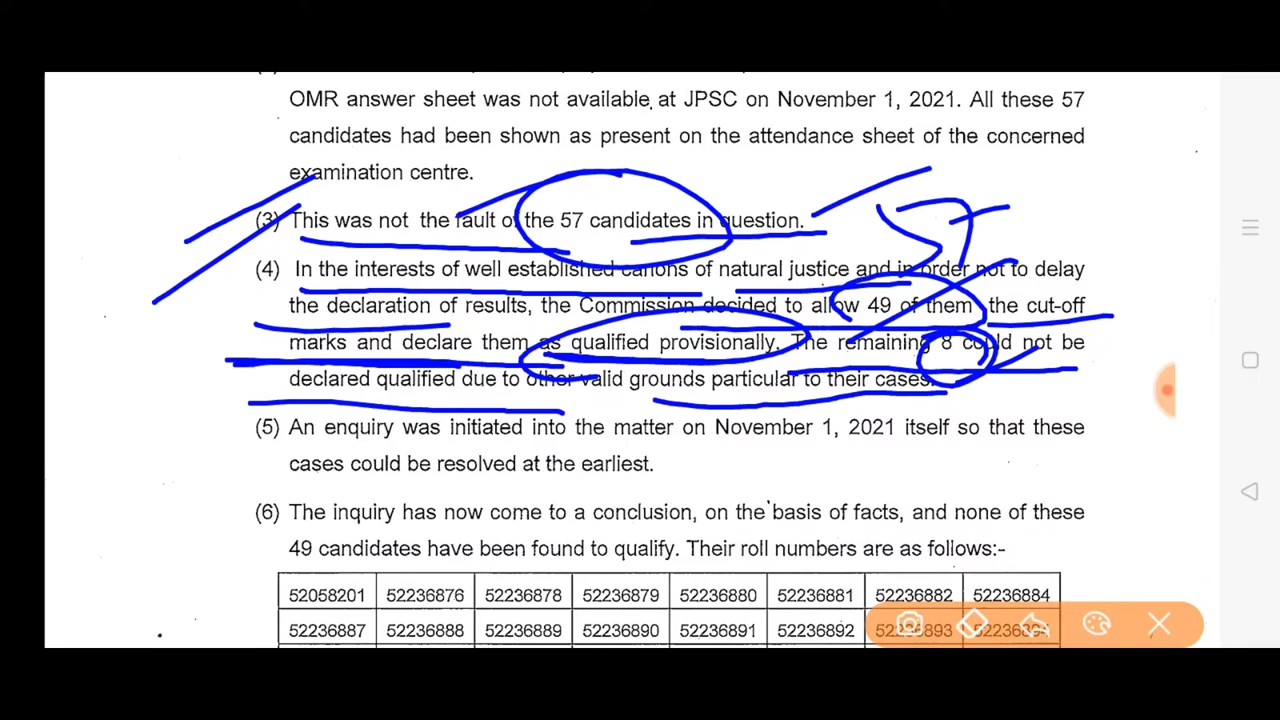 OMR answer sheet was not available at JPSC on November 1, 2021. All these 57
candidates had been shown as present on the attendance sheet of the concerned
examination centre.
(3) This was not the fault of the 57 candidates in question.
57
(4) In the interests of well established canons of natural justice and in order not to delay
the declaration of results, the Commission decided to allow 49 of them the cut-off
marks and declare them as qualified provisionally. The remaining 8 could not be
declared qualified due to other valid grounds particular to their cases.
(5) An enquiry was initiated into the matter on November 1, 2021 itself so that these
cases could be resolved at the earliest.
(6) The inquiry has now come to a conclusion, on the basis of facts, and none of these
49 candidates have been found to qualify. Their roll numbers are as follows:-
52058201 52236876 52236878 52236879 52236880 52236881 52236882 52236884
52236887 52236888 52236889 52236890 52236891 52236892 52236893